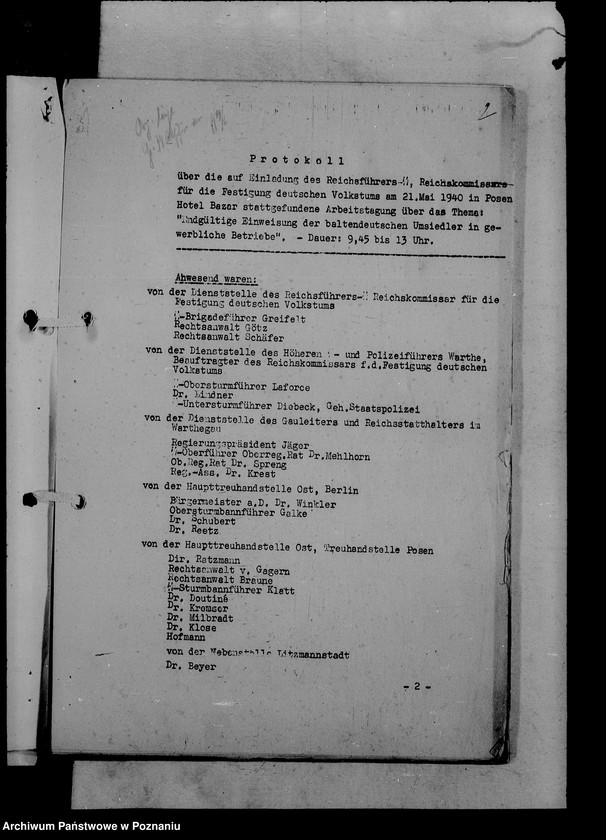 2
P r o t o k o l l
über die auf Einladung des Reichsführers-SS, Reichskommissars
für die Festigung deutschen Volkstums am 21.Mai 1940 in Posen
Hotel Bazar stattgefundene Arbeitstagung über das Thema:
"Endgültige Einweisung der baltendeutschen Umsiedler in ge-
werbliche Betriebe". - Dauer: 9,45 bis 13 Uhr.
Anwesend waren:
von der Dienststelle des Reichsführers-SS Reichskommissar für die
Festigung deutschen Volkstums
SS-Brigadeführer Greifelt
Rechtsanwalt Götz
Rechtsanwalt Schäfer
von der Dienststelle des Höheren SS- und Polizeiführers Warthe,
Beauftragter des Reichskommissars f.d.Festigung deutschen
Volkstums
SS-Obersturmführer Laforce
Dr. Lindner
SS-Untersturmführer Diebeck, Geh.Staatspolizei
von der Dienststelle des Gauleiters und Reichsstatthalters im
Warthegau
Regierungspräsident Jäger
SS-Oberführer Oberreg.Rat Dr.Mehlhorn
Ob.Reg.Rat Dr. Spreng
Reg.-Ass. Dr. Krest
von der Haupttreuhandstelle Ost, Berlin
Bürgermeister a.D. Dr. Winkler
Obersturmbannführer Galke
Dr. Schubert
Dr. Reetz
von der Haupttreuhandstelle Ost, Treuhandstelle Posen
Dir. Ratzmann
Rechtsanwalt v. Gagern
Rechtsanwalt Braune
SS-Sturmbannführer Klett
Dr. Doutiné
Dr. Kremser
Dr. Milbradt
Dr. Klose
Hofmann
von der Nebenstelle Litzmannstadt
Dr. Beyer
- 2 -
Archiwum Państwowe w Poznaniu